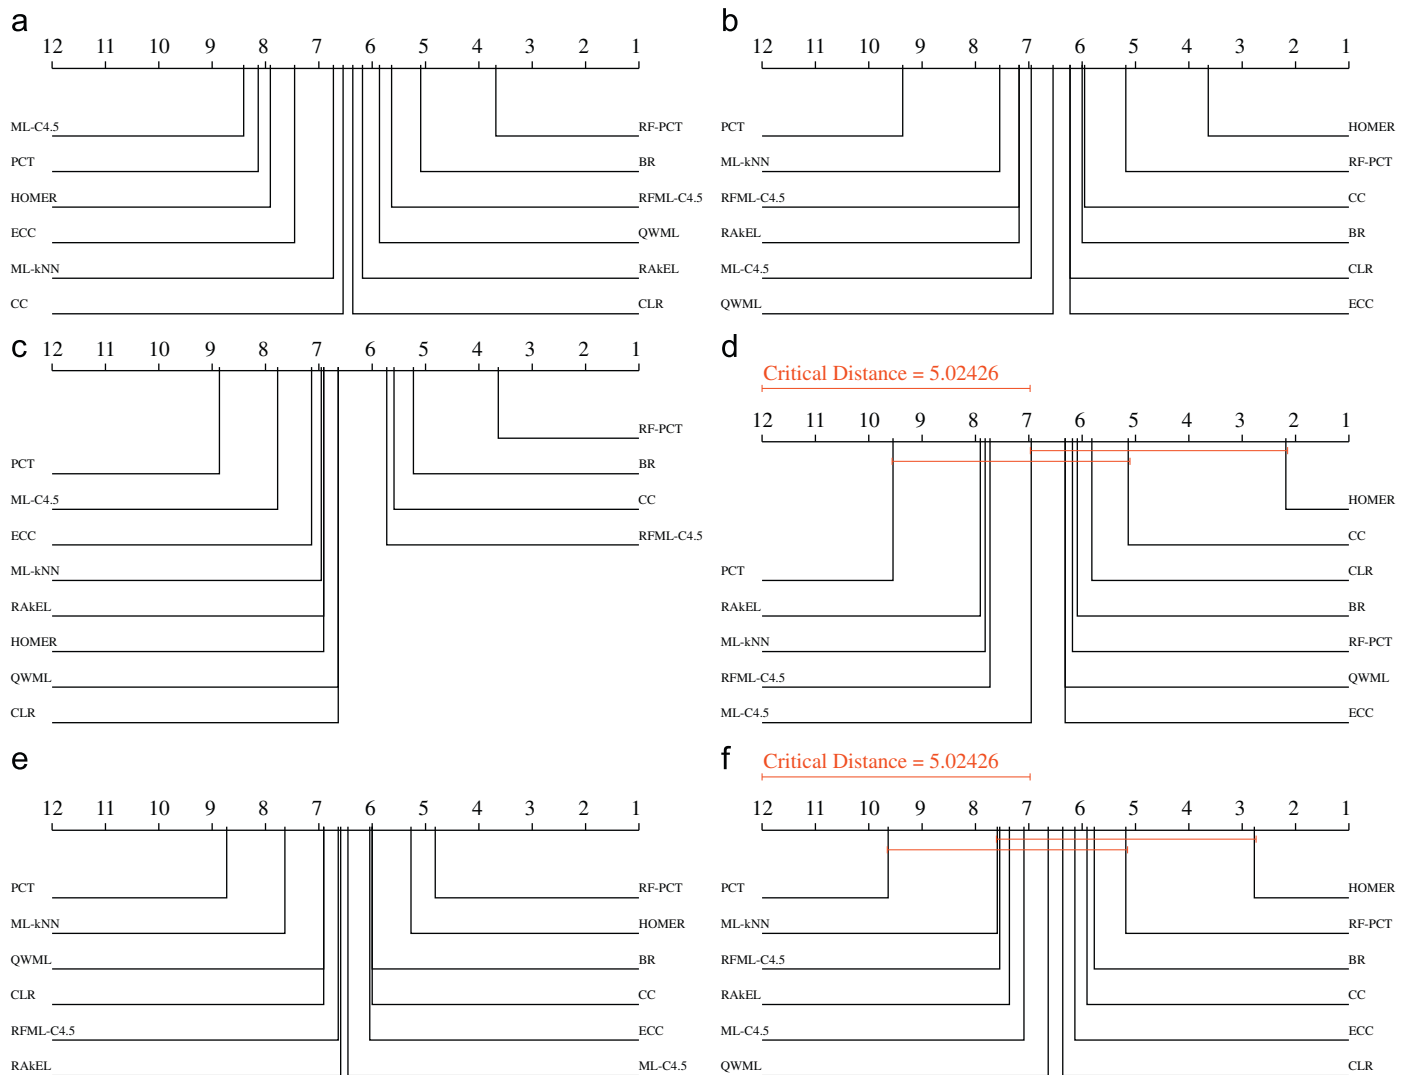 a
12 11 10 9 8 7 6 5 4 3 2 1
ML-C4.5 RF-PCT
PCT BR
HOMER RFML-C4.5
ECC QWML
ML-kNN RAkEL
CC CLR
b
12 11 10 9 8 7 6 5 4 3 2 1
PCT HOMER
ML-kNN RF-PCT
RFML-C4.5 CC
RAkEL BR
ML-C4.5 CLR
QWML ECC
c
12 11 10 9 8 7 6 5 4 3 2 1
RF-PCT
PCT BR
ML-C4.5 CC
ECC RFML-C4.5
ML-kNN
RAkEL
HOMER
QWML
CLR
d
Critical Distance = 5.02426
12 11 10 9 8 7 6 5 4 3 2 1
HOMER
CC
PCT CLR
RAkEL BR
ML-kNN RF-PCT
RFML-C4.5 QWML
ML-C4.5 ECC
e
12 11 10 9 8 7 6 5 4 3 2 1
PCT RF-PCT
ML-kNN HOMER
QWML BR
CLR CC
RFML-C4.5 ECC
RAkEL ML-C4.5
f
Critical Distance = 5.02426
12 11 10 9 8 7 6 5 4 3 2 1
PCT HOMER
ML-kNN RF-PCT
RFML-C4.5 BR
RAkEL CC
ML-C4.5 ECC
QWML CLR